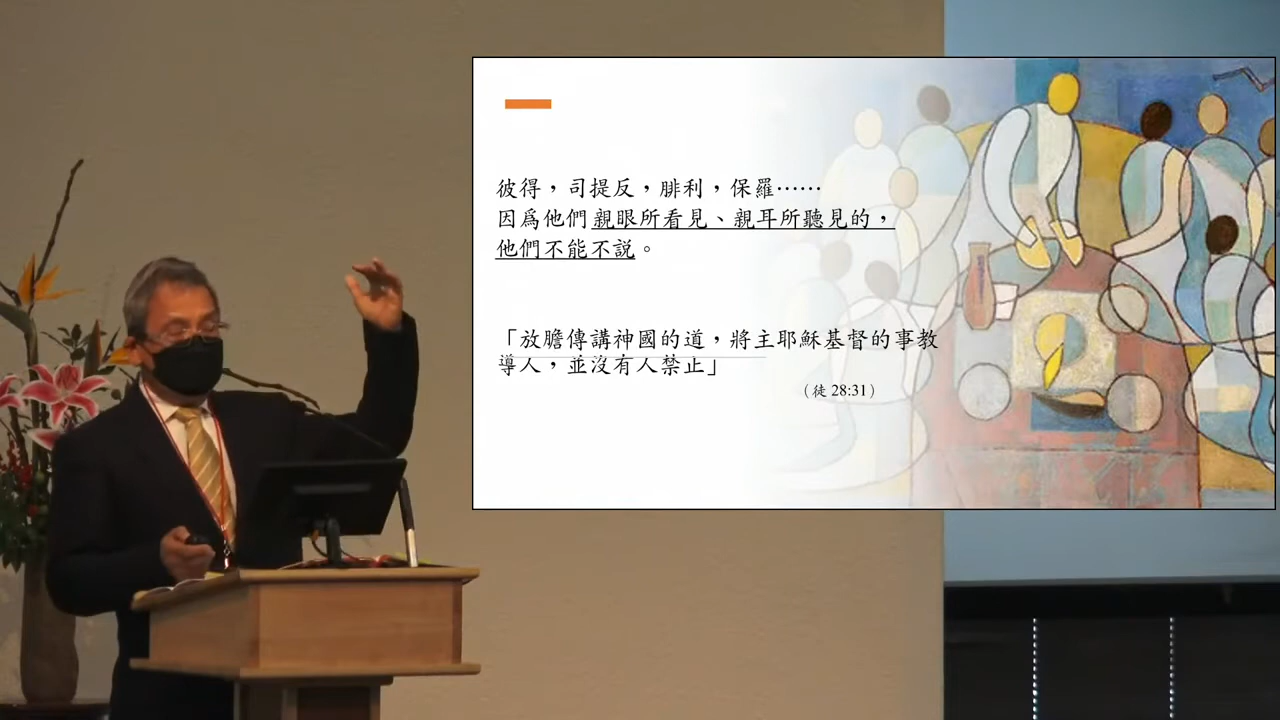 彼得，司提反，腓利，保羅……
因爲他們親眼所看見、親耳所聽見的，
他們不能不説。
「放膽傳講神國的道，將主耶穌基督的事教
導人，並沒有人禁止」
（徒 28:31）